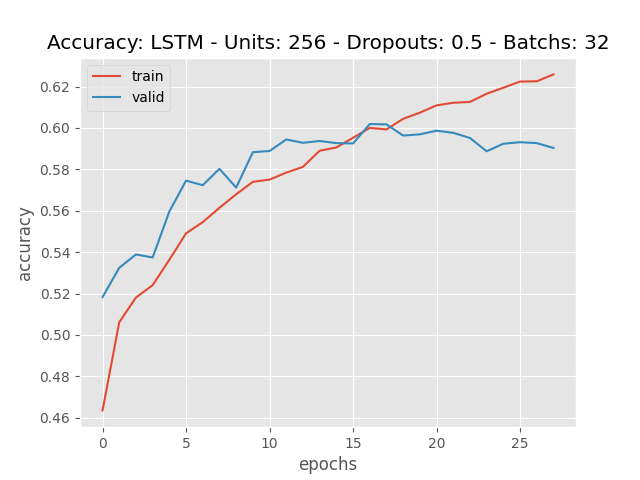 Accuracy: LSTM - Units: 256 - Dropouts: 0.5 - Batchs: 32
train
valid
0.62
0.60
0.58
0.56
0.54
0.52
0.50
0.48
0.46
accuracy
0 5 10 15 20 25
epochs